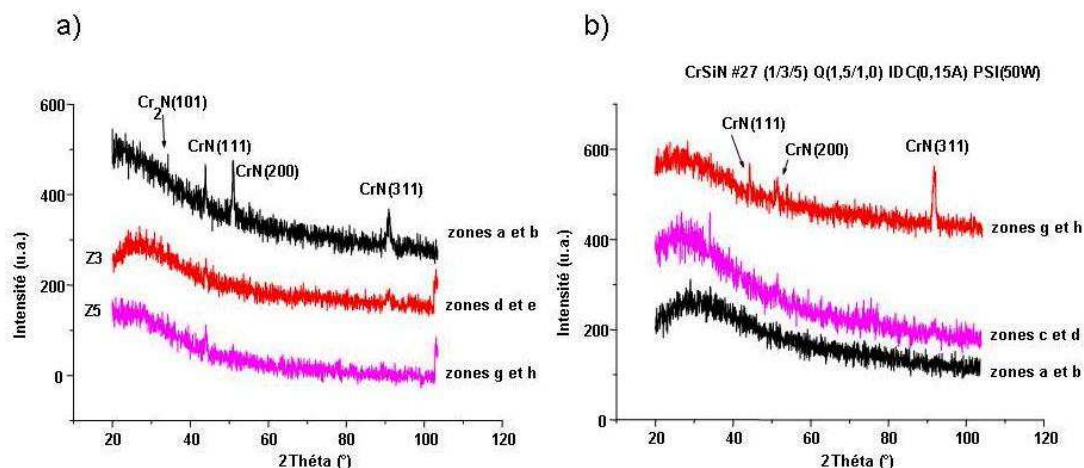 a)
Cr2N(101)
CrN(111)
CrN(200)
CrN(311)
zones a et b
Z3
zones d et e
Z5
zones g et h
Intensité (u.a.)
600
400
200
0
20
40
60
80
100
120
2Théta (°)
b)
CrSiN #27 (1/3/5) Q(1,5/1,0) IDC(0,15A) PSI(50W)
CrN(111)
CrN(200)
CrN(311)
zones g et h
zones c et d
zones a et b
Intensité (u.a.)
600
400
200
0
20
40
60
80
100
120
2Théta (°)